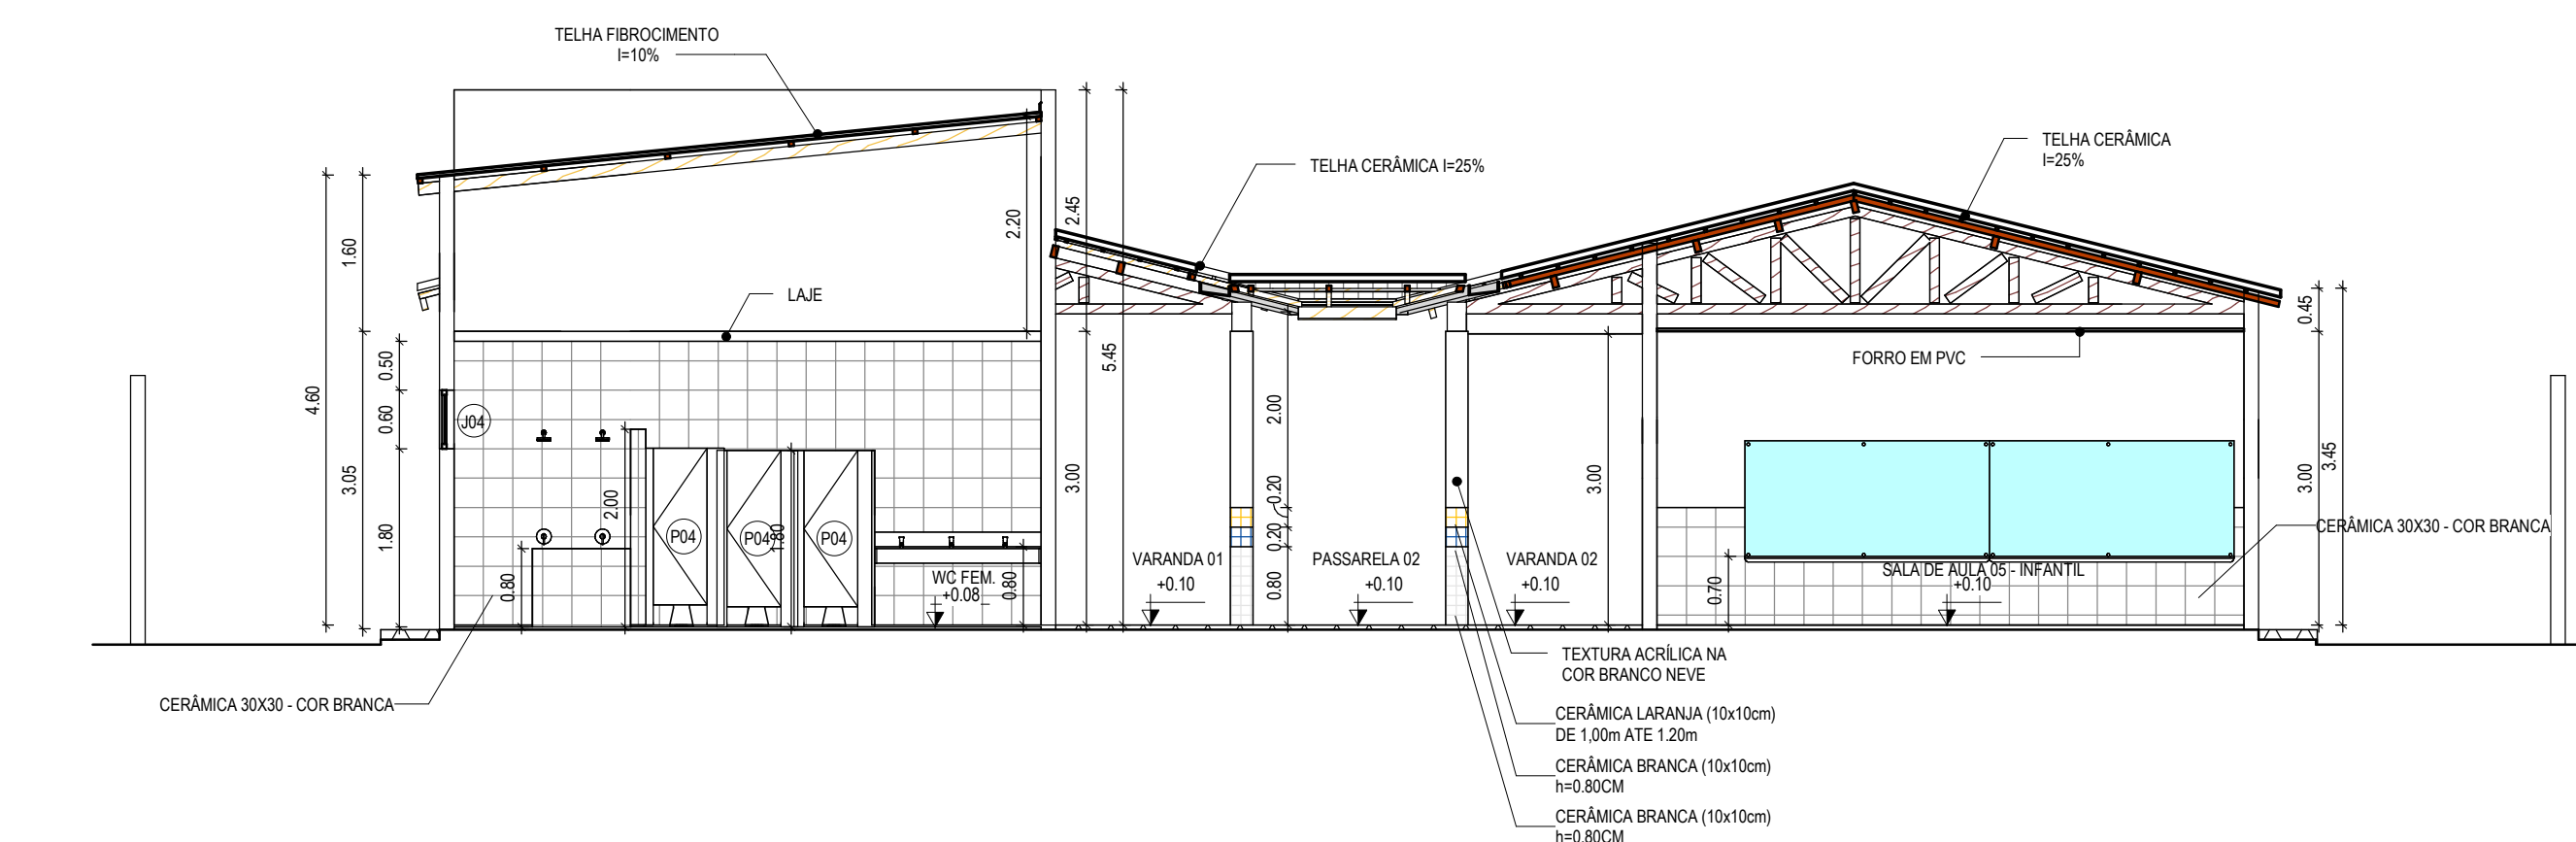 TELHA FIBROCIMENTO
I=10%
TELHA CERÂMICA I=25%
TELHA CERÂMICA
I=25%
LAJE
FORRO EM PVC
4.60
1.60
3.05
0.50
0.60
1.80
J04
2.00
0.80
P04
P04
1.80
P04
WC FEM.
+0.08
0.80
2.20
2.45
3.00
5.45
VARANDA 01
+0.10
2.00
0.20
0.20
0.80
PASSARELA 02
+0.10
VARANDA 02
+0.10
3.00
0.70
SALA DE AULA 05 - INFANTIL
+0.10
0.45
3.00
3.45
CERÂMICA 30X30 - COR BRANCA
CERÂMICA 30X30 - COR BRANCA
TEXTURA ACRÍLICA NA
COR BRANCO NEVE
CERÂMICA LARANJA (10x10cm)
DE 1,00m ATE 1.20m
CERÂMICA BRANCA (10x10cm)
h=0.80CM
CERÂMICA BRANCA (10x10cm)
h=0.80CM